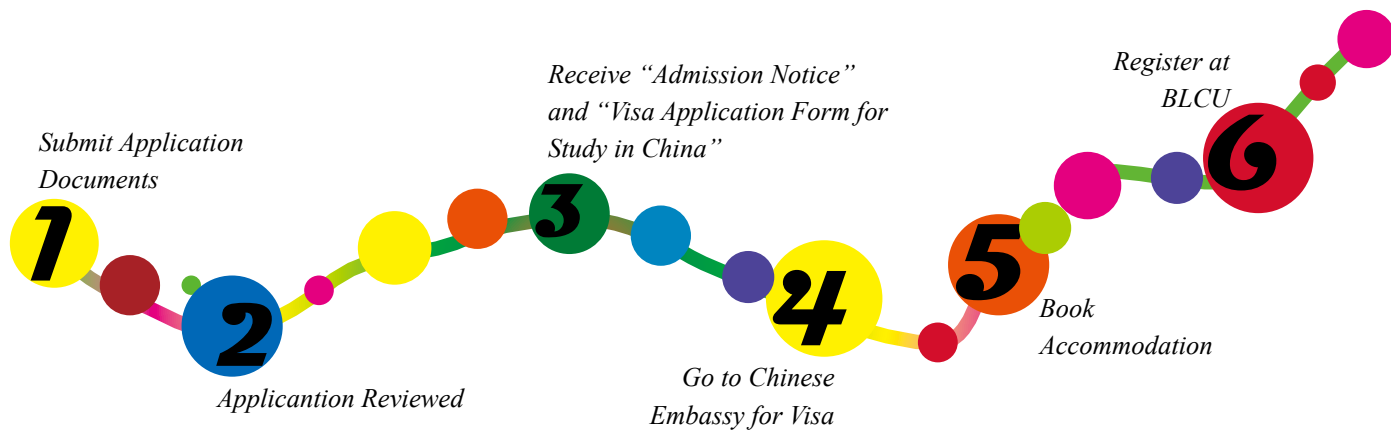 1
Submit Application
Documents
2
Applicantion Reviewed
3
Receive “Admission Notice”
and “Visa Application Form for
Study in China”
4
Go to Chinese
Embassy for Visa
5
Book
Accommodation
6
Register at
BLCU